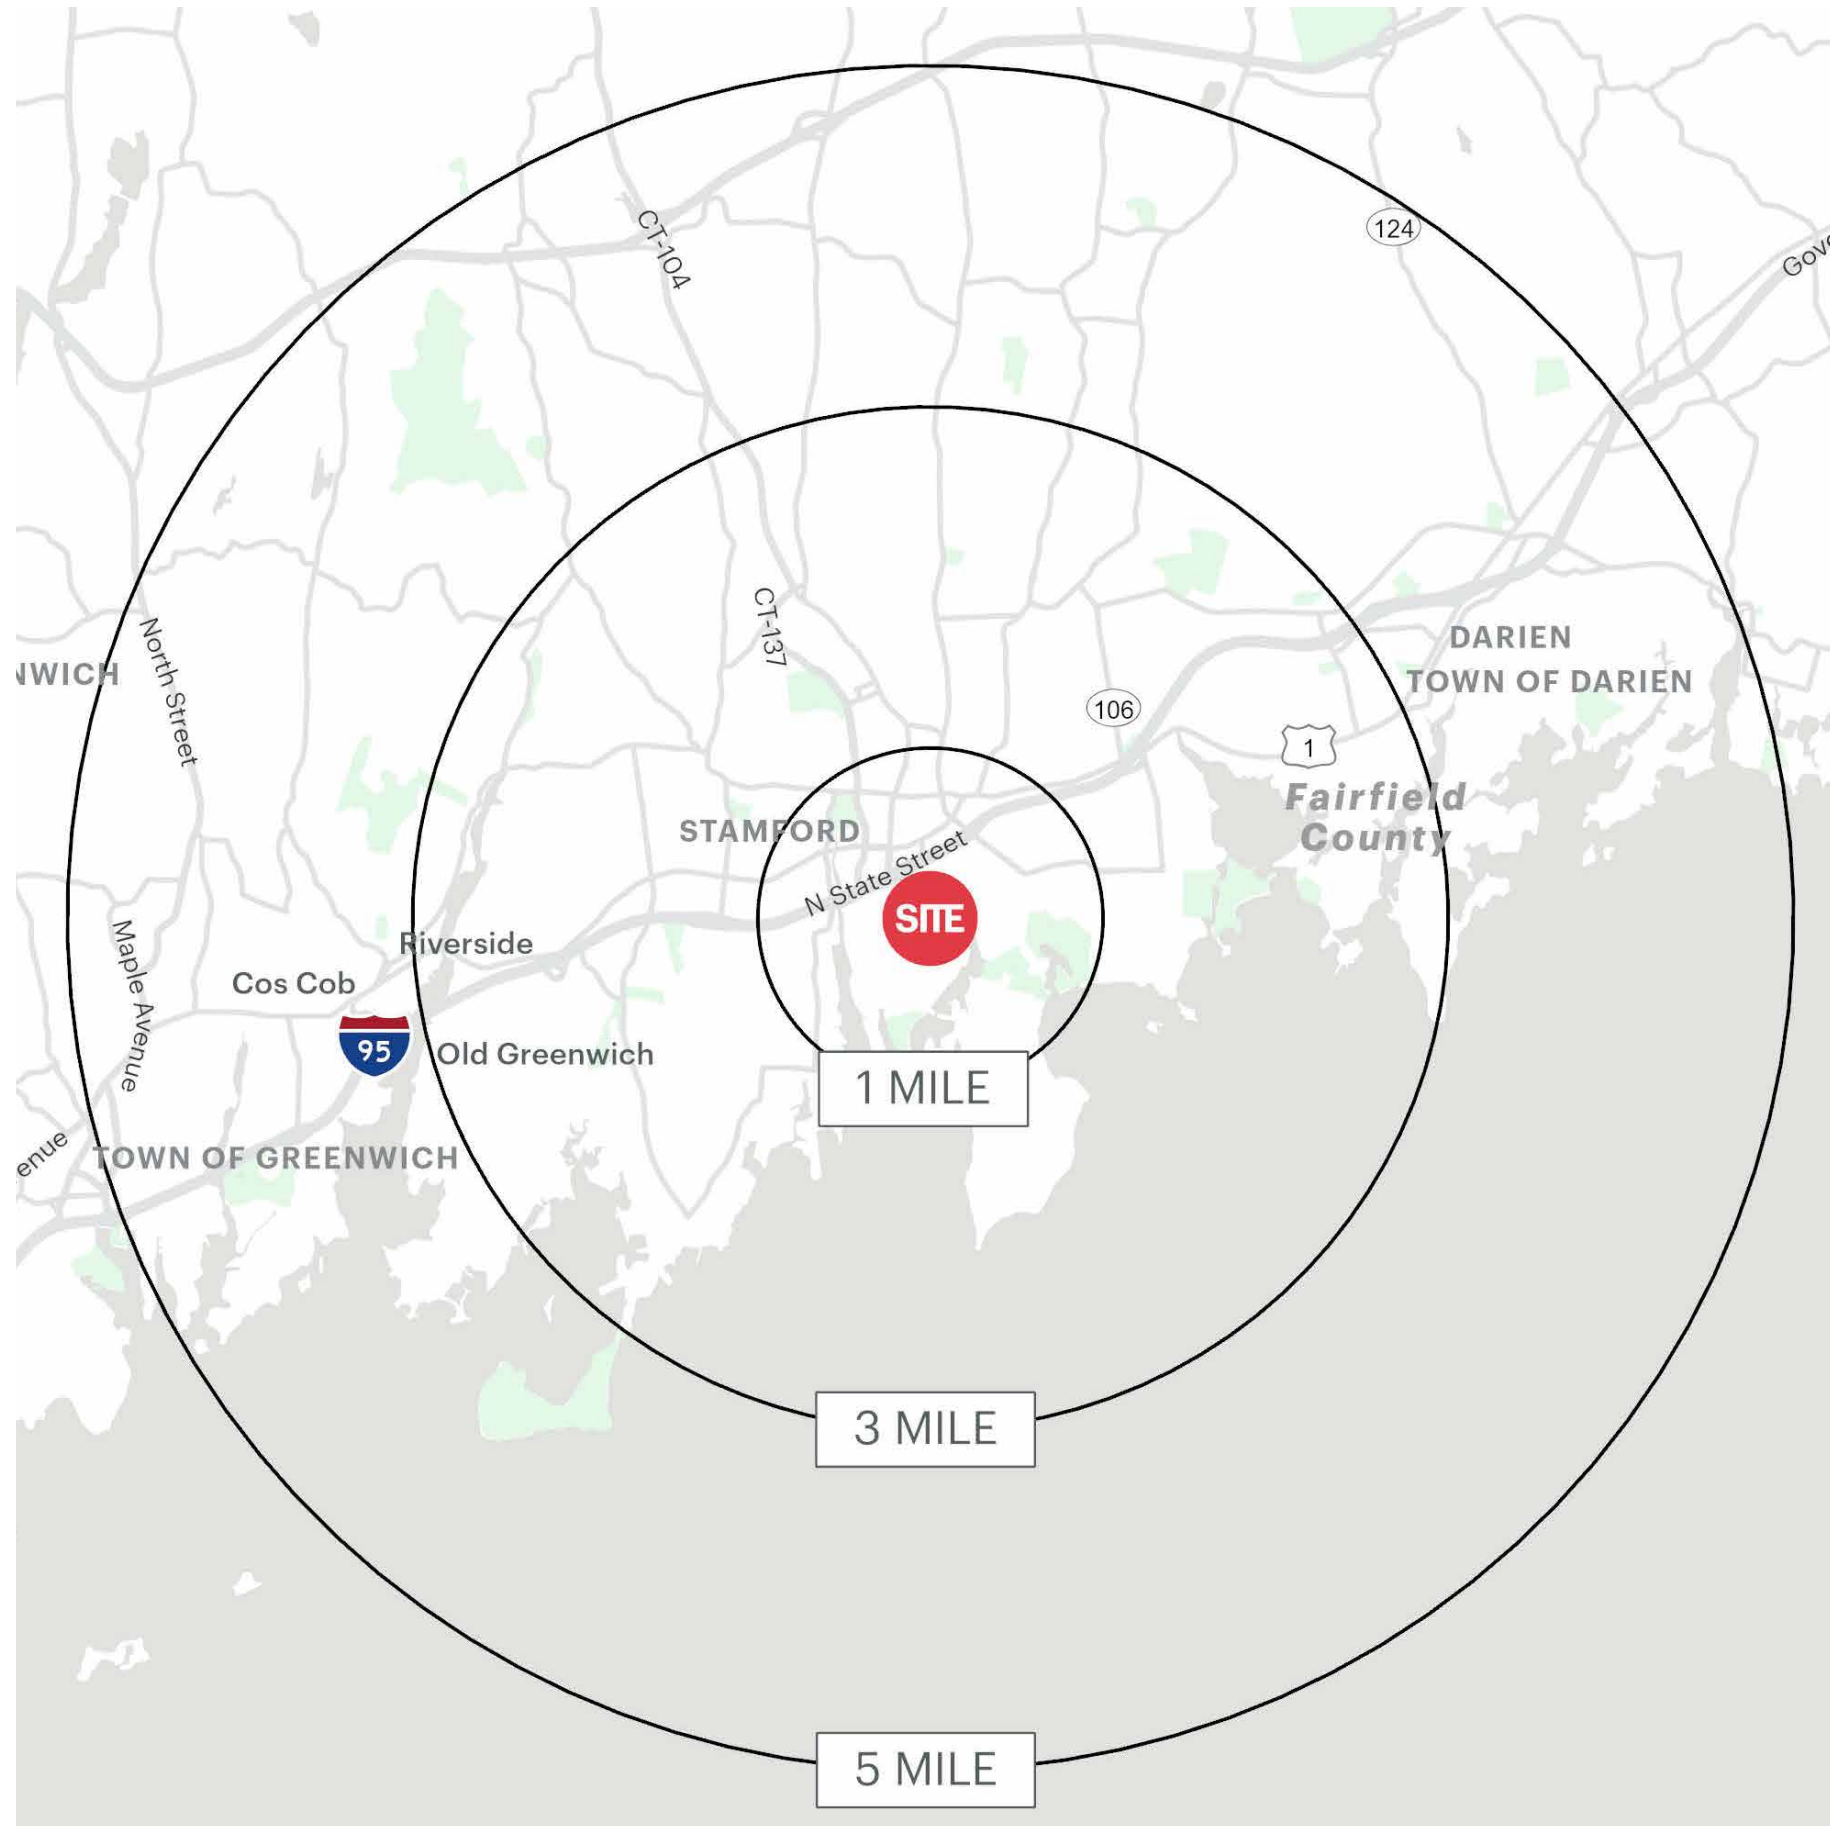 124
Gove
CT-104
CT-137
North Street
NWICH
DARIEN
TOWN OF DARIEN
106
1
Fairfield
County
STAMFORD
N State Street
SITE
Riverside
Cos Cob
Maple Avenue
95
Old Greenwich
1 MILE
enue
TOWN OF GREENWICH
3 MILE
5 MILE